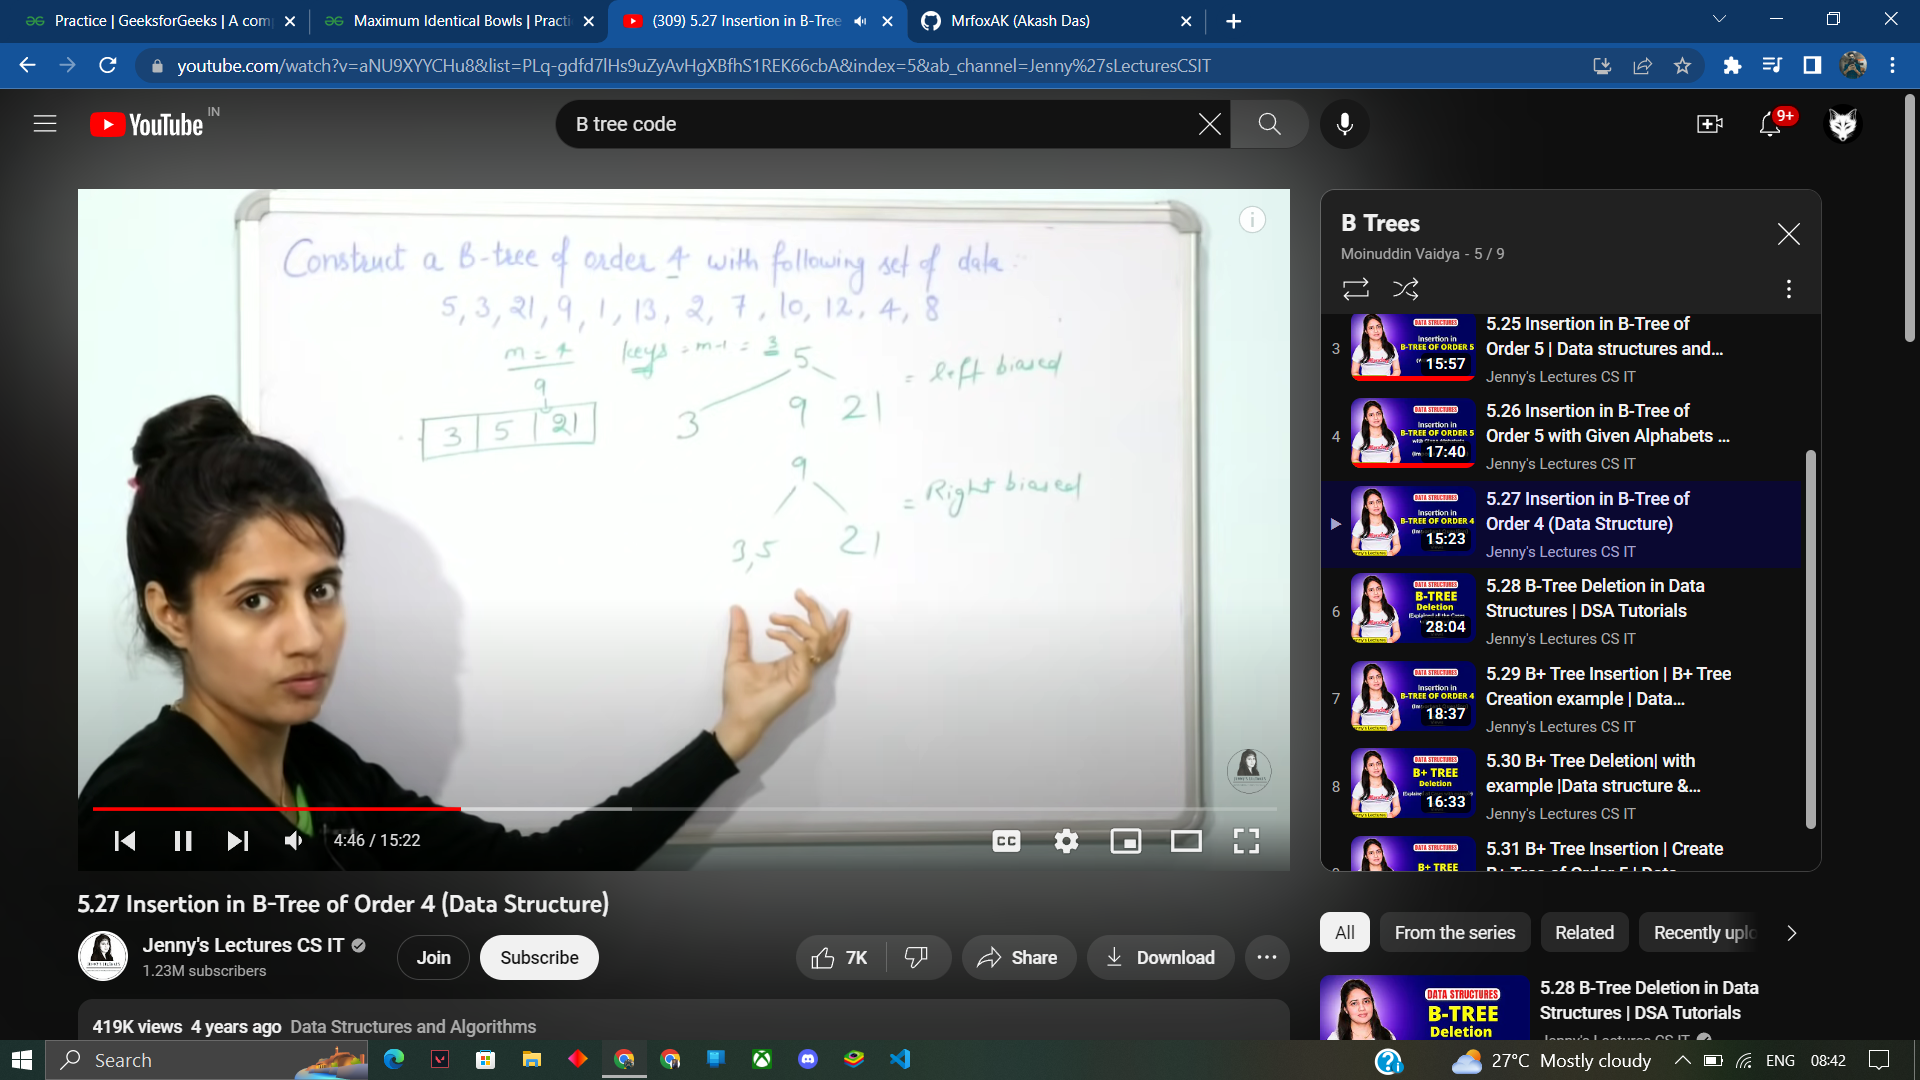 Practice | GeeksforGeeks | A com
Maximum Identical Bowls | Practi
(309) 5.27 Insertion in B-Tree
MrfoxAK (Akash Das)
youtube.com/watch?v=aNU9XYYCHu8&list=PLq-gdfd7lHs9uZyAvHgXBfhS1REK66cbA&index=5&ab_channel=Jenny%27sLecturesCSIT
YouTube IN
B tree code
9+
Construct a B-tree of order 4 with following set of data :-
5, 3, 21, 9, 1, 13, 2, 7, 10, 12, 4, 8
m = 4 keys = m-1 = 3
9
3 5 21
5
3 9 21
= left biased
9
3,5 21
= Right biased
4:46 / 15:22
CC
5.27 Insertion in B-Tree of Order 4 (Data Structure)
Jenny's Lectures CS IT
1.23M subscribers
Join
Subscribe
7K
Share
Download
419K views 4 years ago Data Structures and Algorithms
B Trees
Moinuddin Vaidya - 5 / 9
3
DATA STRUCTURES
Insertion in
B-TREE OF ORDER 5
15:57
5.25 Insertion in B-Tree of
Order 5 | Data structures and...
Jenny's Lectures CS IT
4
DATA STRUCTURES
Insertion in
B-TREE OF ORDER 5
17:40
5.26 Insertion in B-Tree of
Order 5 with Given Alphabets ...
Jenny's Lectures CS IT
DATA STRUCTURES
Insertion in
B-TREE OF ORDER 4
15:23
5.27 Insertion in B-Tree of
Order 4 (Data Structure)
Jenny's Lectures CS IT
6
DATA STRUCTURES
B-TREE
Deletion
28:04
5.28 B-Tree Deletion in Data
Structures | DSA Tutorials
Jenny's Lectures CS IT
7
DATA STRUCTURES
Insertion in
B-TREE OF ORDER 4
18:37
5.29 B+ Tree Insertion | B+ Tree
Creation example | Data...
Jenny's Lectures CS IT
8
DATA STRUCTURES
B+ TREE
Deletion
16:33
5.30 B+ Tree Deletion| with
example |Data structure &...
Jenny's Lectures CS IT
DATA STRUCTURES
B+ TREE
5.31 B+ Tree Insertion | Create
B+ Tree of Order 5 | Data
All
From the series
Related
Recently uplo
DATA STRUCTURES
B-TREE
Deletion
5.28 B-Tree Deletion in Data
Structures | DSA Tutorials
Jenny's Lectures CS IT
Search
27°C Mostly cloudy
ENG
08:42